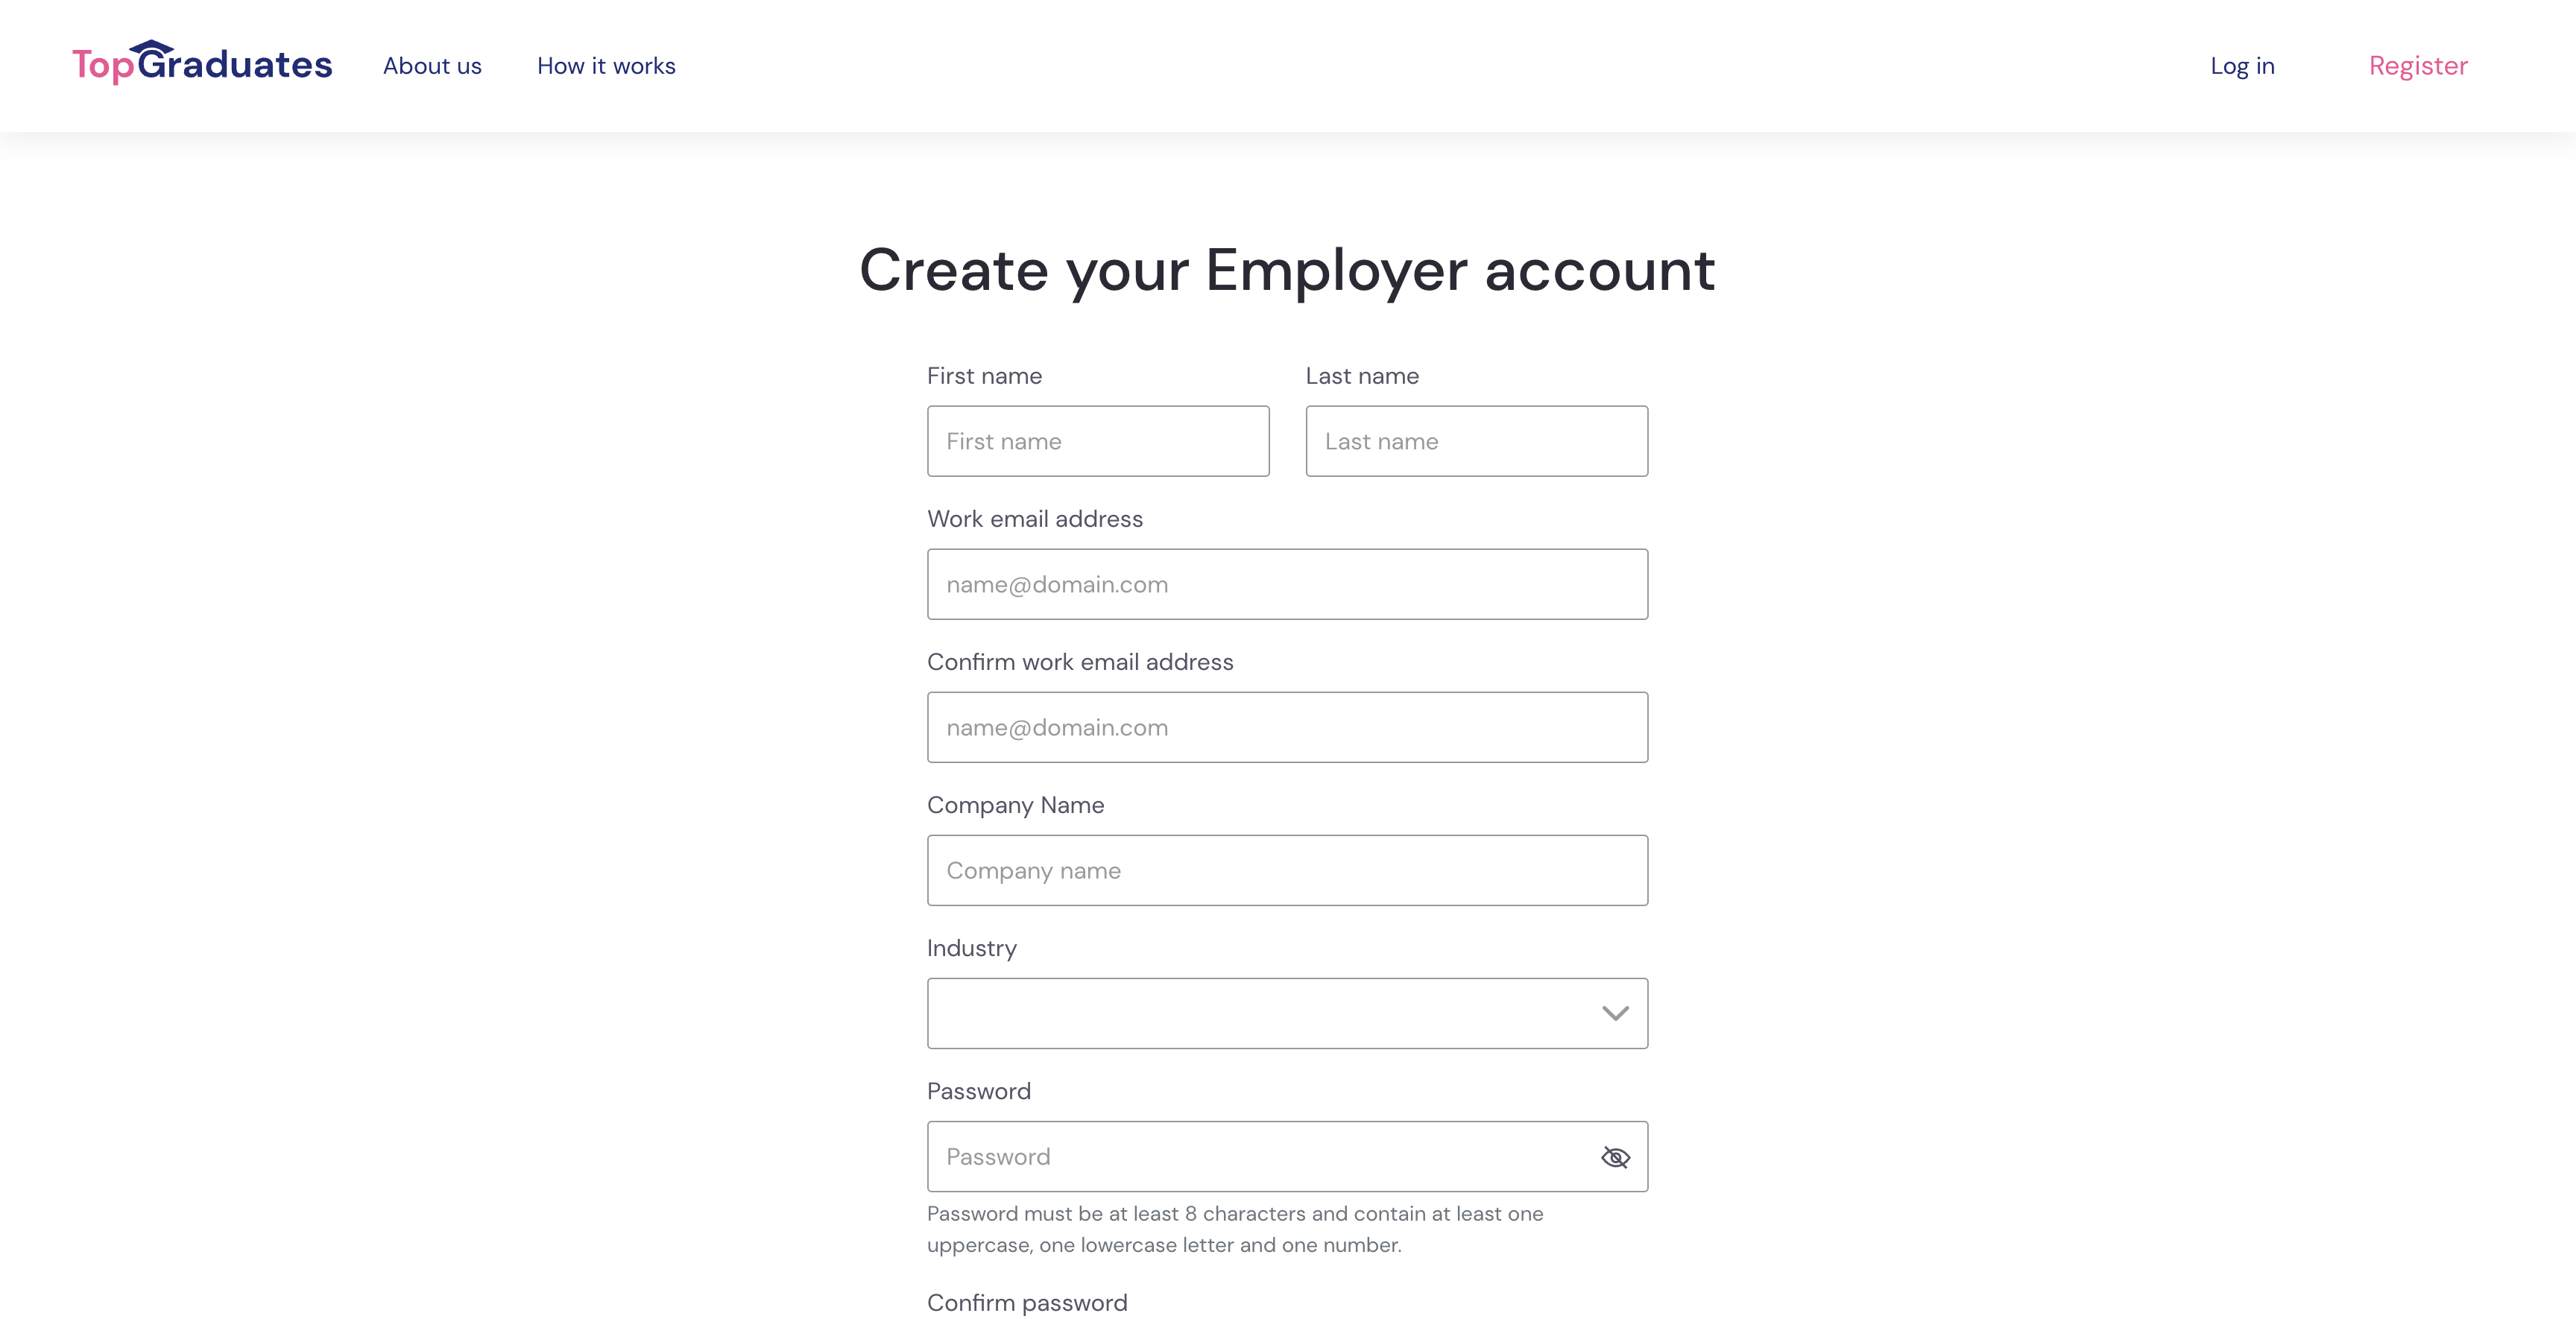 TopGraduates
About us
How it works
Log in
Register
Create your Employer account
First name
Last name
First name
Last name
Work email address
name@domain.com
Confirm work email address
name@domain.com
Company Name
Company name
Industry
Password
Password
Password must be at least 8 characters and contain at least one
uppercase, one lowercase letter and one number.
Confirm password